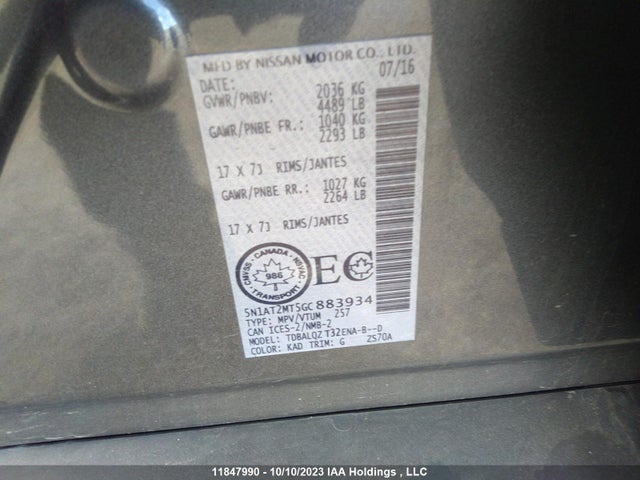 MFD BY NISSAN MOTOR CO., LTD.
DATE: 07/16
GVWR/PNBV: 2036 KG
4489 LB
GAWR/PNBE FR.: 1040 KG
2293 LB
17 X 7J RIMS/JANTES
GAWR/PNBE RR.: 1027 KG
2264 LB
17 X 7J RIMS/JANTES
CANADA
CMVSS NSVAC
986
TRANSPORT
EC
5N1AT2MT5GC883934
TYPE: MPV/VTUM 257
CAN ICES-2/NMB-2
MODEL: TDBALQZ T32ENA-B--D
COLOR: KAD TRIM: G ZS70A
11847990 - 10/10/2023 IAA Holdings , LLC